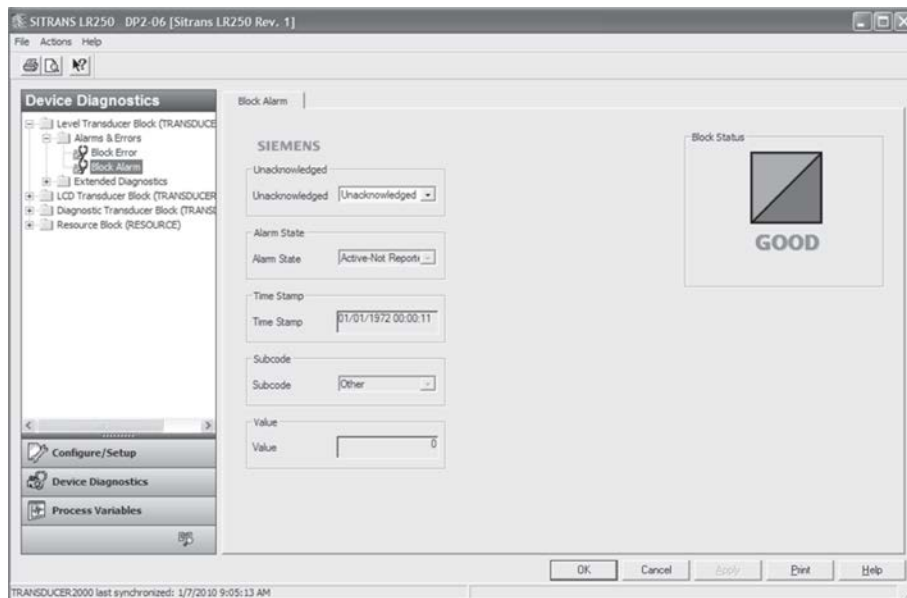 SITRANS LR250 DP2-06 [Sitrans LR250 Rev. 1]
File Actions Help
Device Diagnostics
Level Transducer Block (TRANSDUCE
Alarms & Errors
Block Error
Block Alarm
Extended Diagnostics
LCD Transducer Block (TRANSDUCER
Diagnostic Transducer Block (TRANSD
Resource Block (RESOURCE)
Configure/Setup
Device Diagnostics
Process Variables
Block Alarm
SIEMENS
Unacknowledged
Unacknowledged Unacknowledged
Alarm State
Alarm State Active-Not Reporte
Time Stamp
Time Stamp 01/01/1972 00:00:11
Subcode
Subcode Other
Value
Value 0
Block Status
GOOD
OK Cancel Apply Print Help
TRANSDUCER2000 last synchronized: 1/7/2010 9:05:13 AM